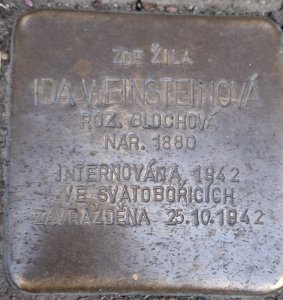 ZDE ŽILA
IDA WEINSTEINOVÁ
ROZ. BLOCHOVÁ
NAR. 1880
INTERNOVÁNA 1942
VE SVATOBOŘICÍCH
ZAVRAŽDĚNA 25.10.1942